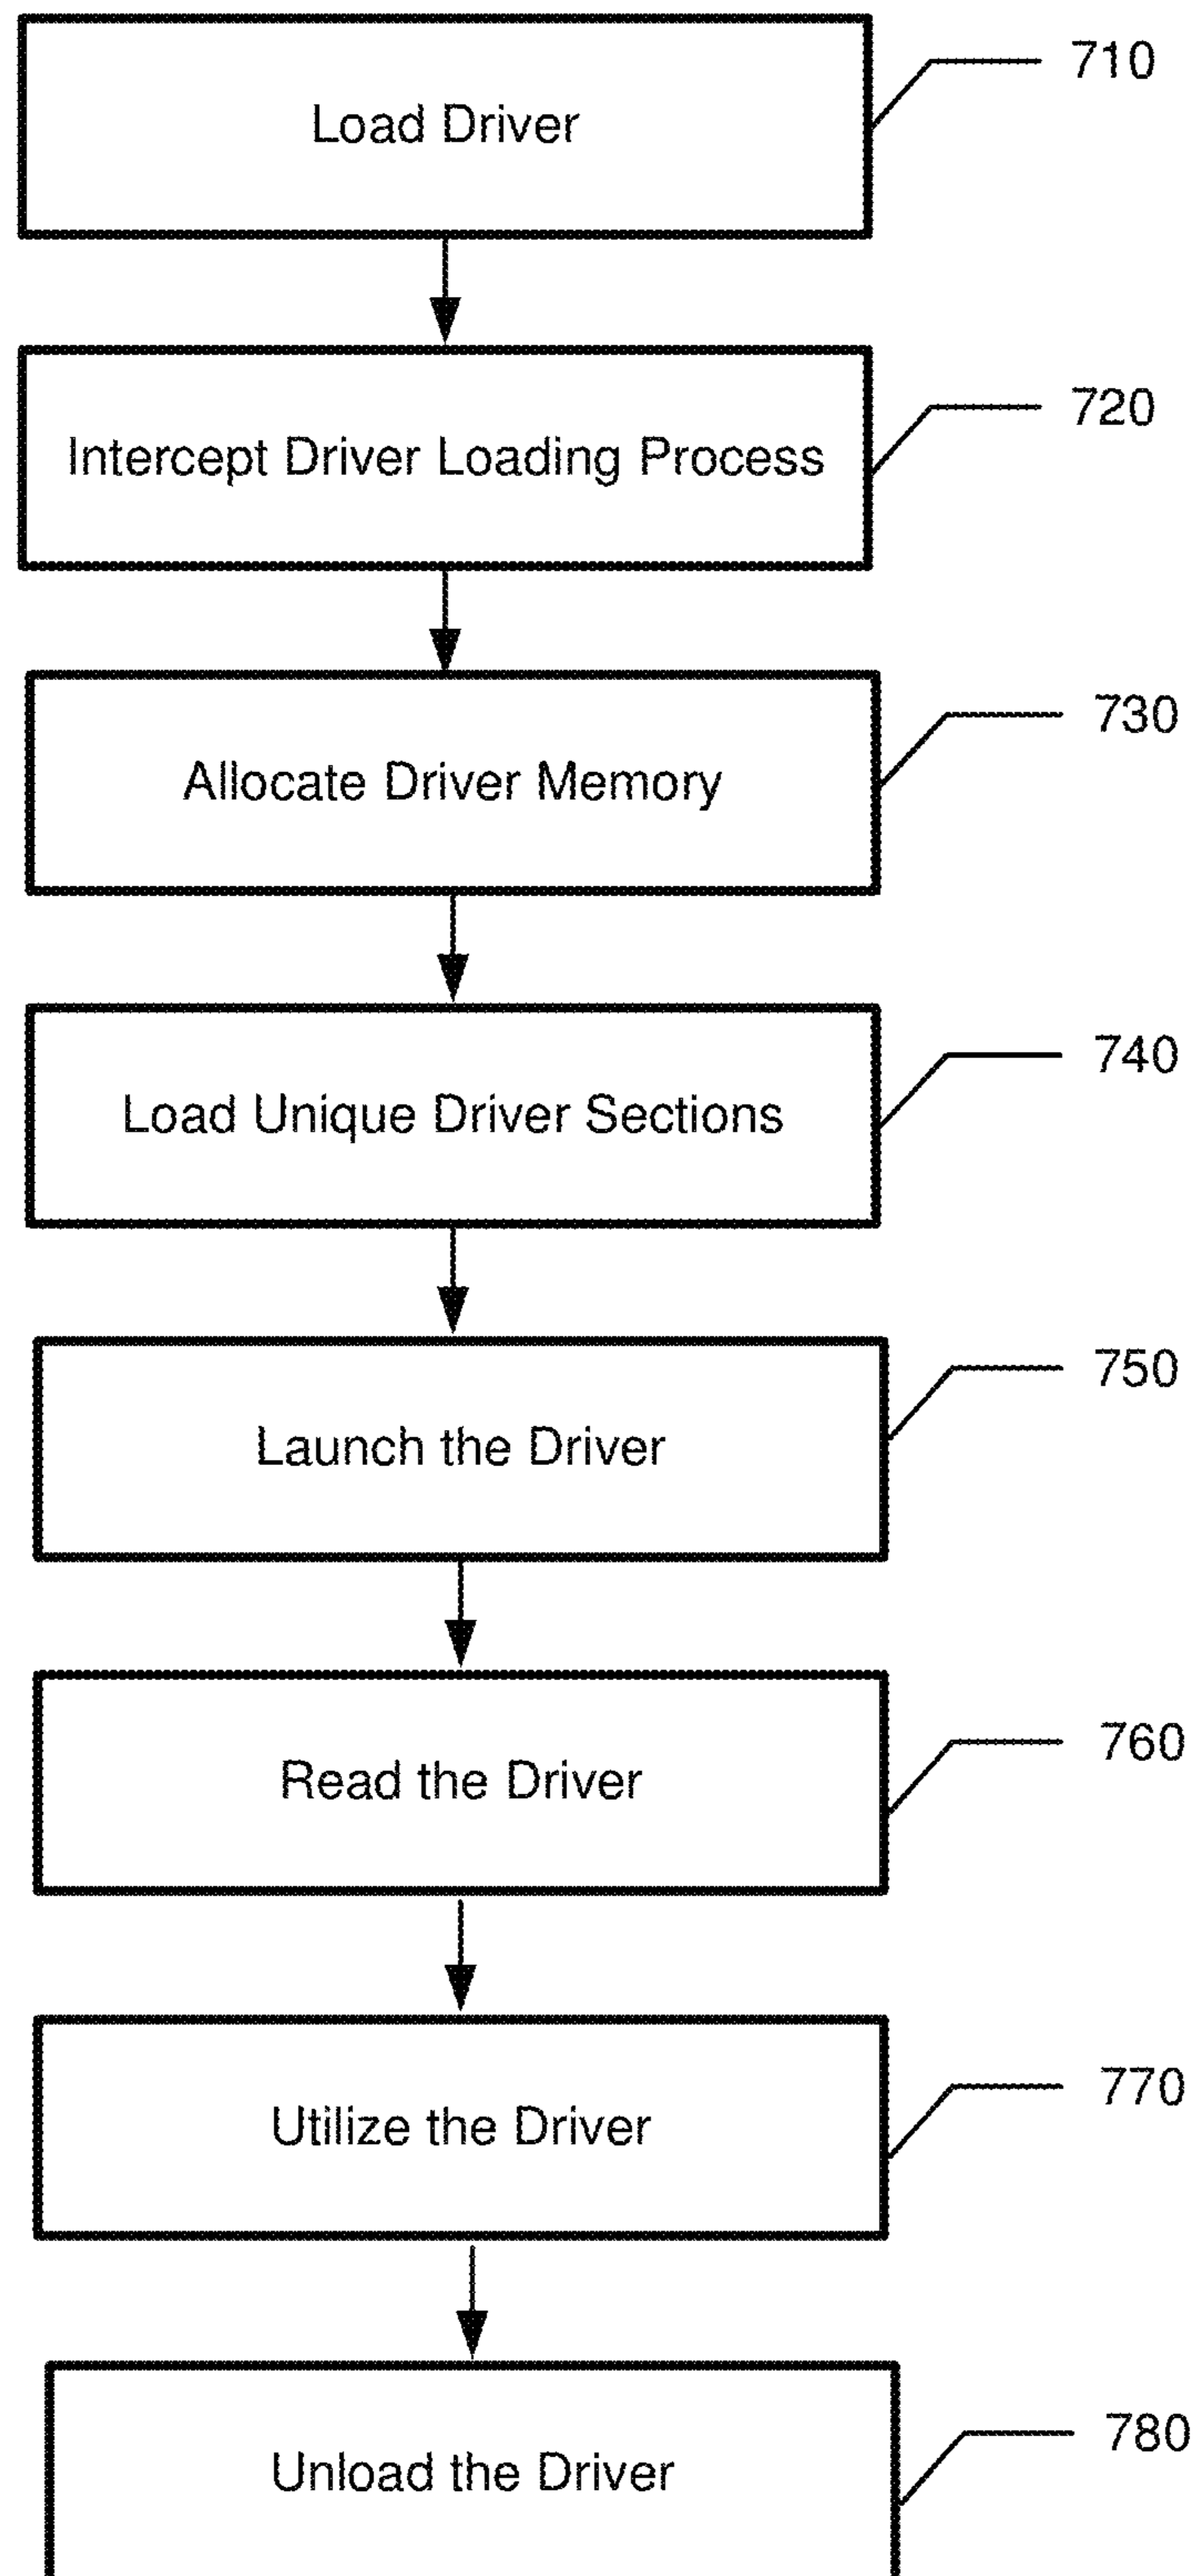 Load Driver
710
Intercept Driver Loading Process
720
Allocate Driver Memory
730
Load Unique Driver Sections
740
Launch the Driver
750
Read the Driver
760
Utilize the Driver
770
Unload the Driver
780